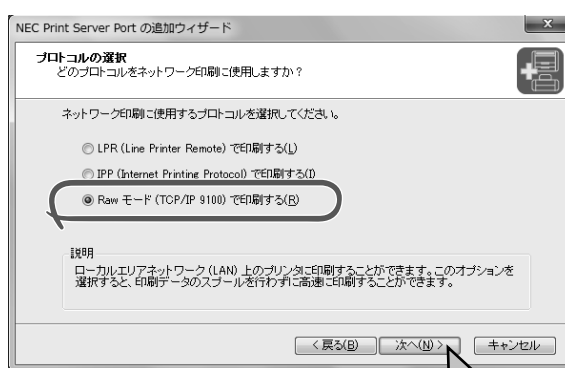 NEC Print Server Port の追加ウィザード
プロトコルの選択
どのプロトコルをネットワーク印刷に使用しますか?
ネットワーク印刷に使用するプロトコルを選択してください。
LPR (Line Printer Remote) で印刷する(L)
IPP (Internet Printing Protocol) で印刷する(I)
Raw モード (TCP/IP 9100) で印刷する(R)
説明
ローカルエリアネットワーク (LAN) 上のプリンタに印刷することができます。このオプションを
選択すると、印刷データのスプールを行わずに高速に印刷することができます。
< 戻る(B) 次へ(N) > キャンセル